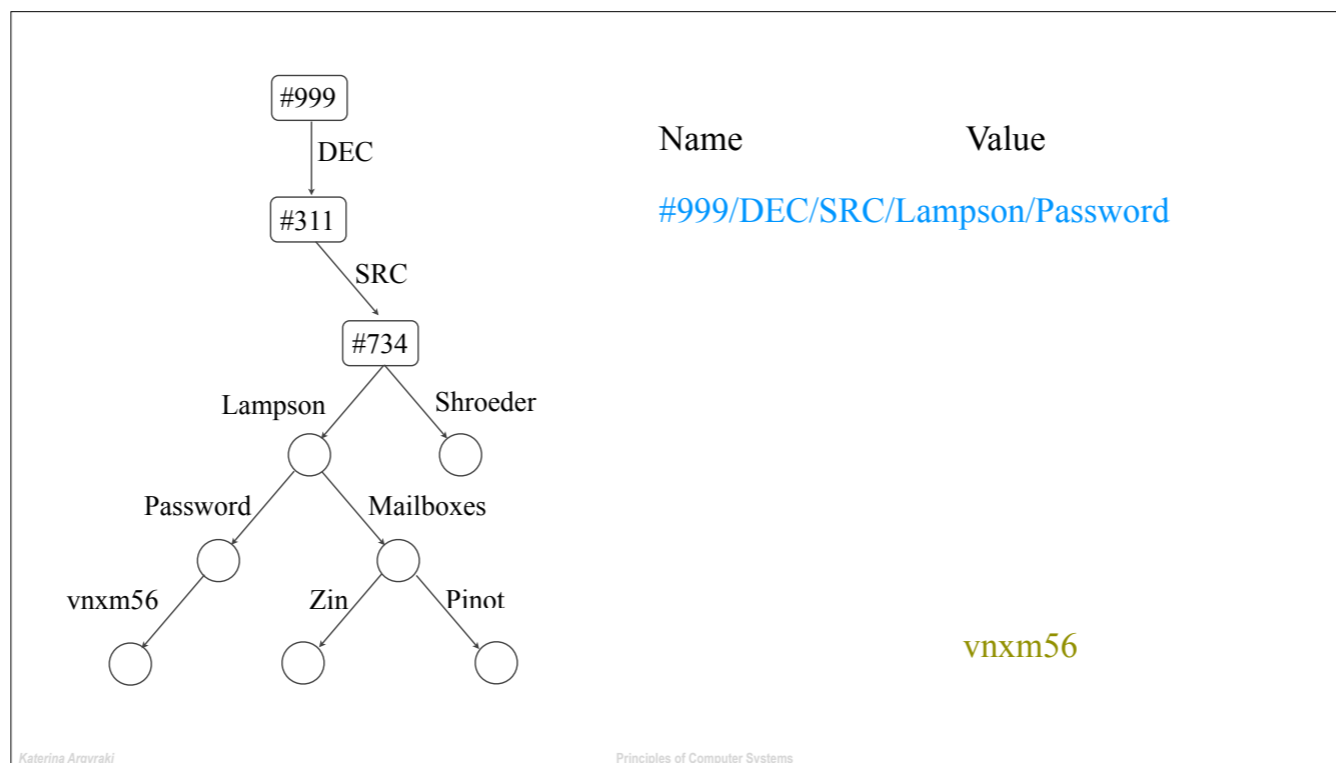 #999
DEC
#311
SRC
#734
Lampson
Shroeder
Password
Mailboxes
vnxm56
Zin
Pinot
Name Value
#999/DEC/SRC/Lampson/Password
vnxm56
Katerina Argyraki
Principles of Computer Systems